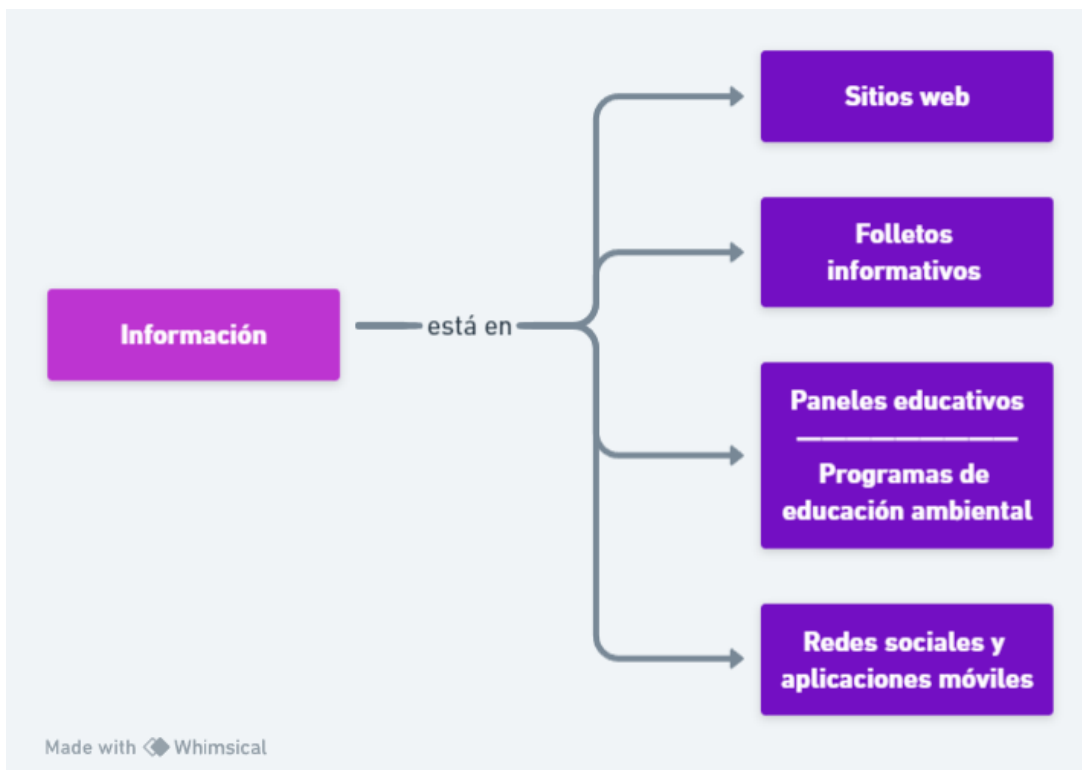 Sitios web
Folletos
informativos
Información
está en
Paneles educativos
Programas de
educación ambiental
Redes sociales y
aplicaciones móviles
Made with Whimsical